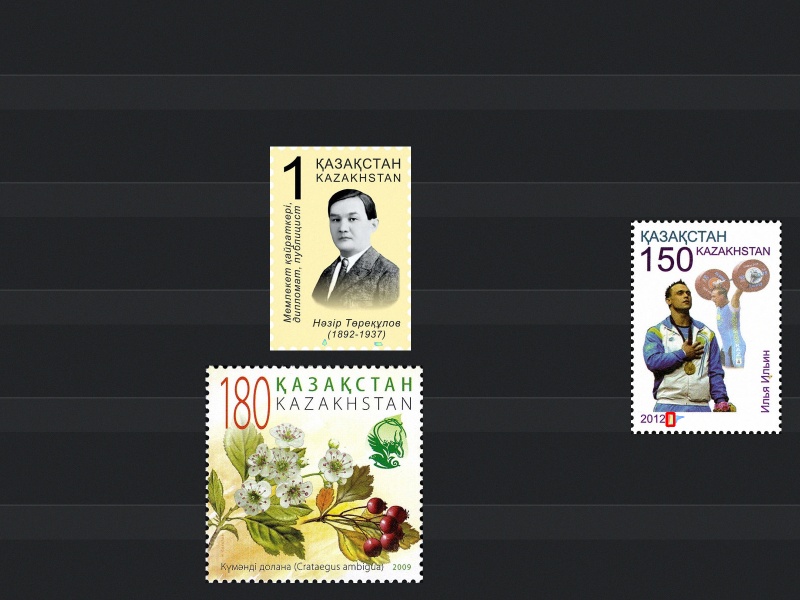 1
ҚАЗАҚСТАН
KAZAKHSTAN
Мемлекет қайраткері,
дипломат, публицист
Нәзір Төреқұлов
(1892-1937)
ҚАЗАҚСТАН
150 KAZAKHSTAN
Илья Ильин
2012
180 ҚАЗАҚСТАН
KAZAKHSTAN
Күмәнді долана (Crataegus ambigua) 2009